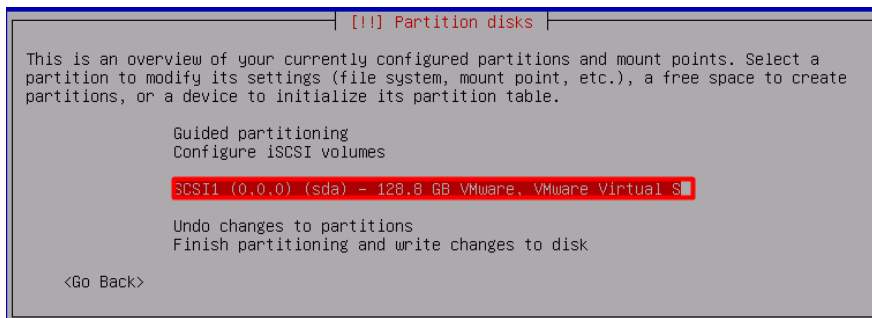 [!!] Partition disks
This is an overview of your currently configured partitions and mount points. Select a
partition to modify its settings (file system, mount point, etc.), a free space to create
partitions, or a device to initialize its partition table.
Guided partitioning
Configure iSCSI volumes
SCSI1 (0,0,0) (sda) - 128.8 GB VMware, VMware Virtual S
Undo changes to partitions
Finish partitioning and write changes to disk
<Go Back>